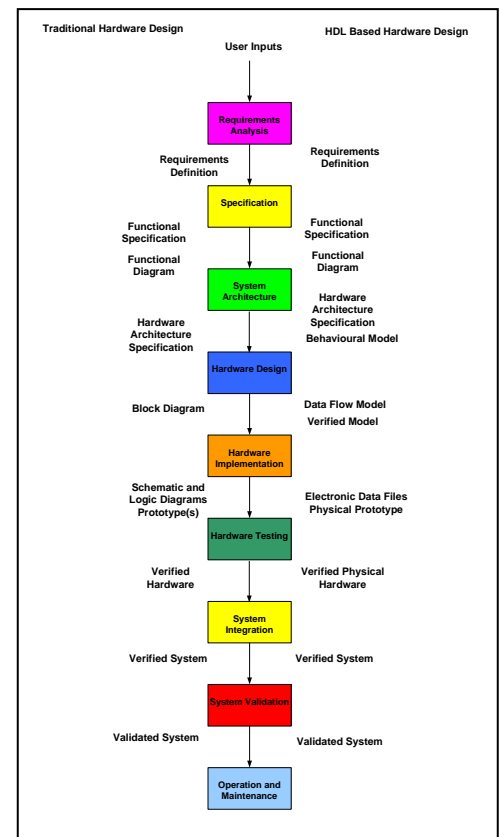 Traditional Hardware Design
HDL Based Hardware Design
User Inputs
Requirements
Analysis
Requirements
Definition
Requirements
Definition
Specification
Functional
Specification
Functional
Diagram
Functional
Specification
Functional
Diagram
System
Architecture
Hardware
Architecture
Specification
Hardware
Architecture
Specification
Behavioural Model
Hardware Design
Block Diagram
Data Flow Model
Verified Model
Hardware
Implementation
Schematic and
Logic Diagrams
Prototype(s)
Electronic Data Files
Physical Prototype
Hardware Testing
Verified
Hardware
Verified Physical
Hardware
System
Integration
Verified System
Verified System
System Validation
Validated System
Validated System
Operation and
Maintenance